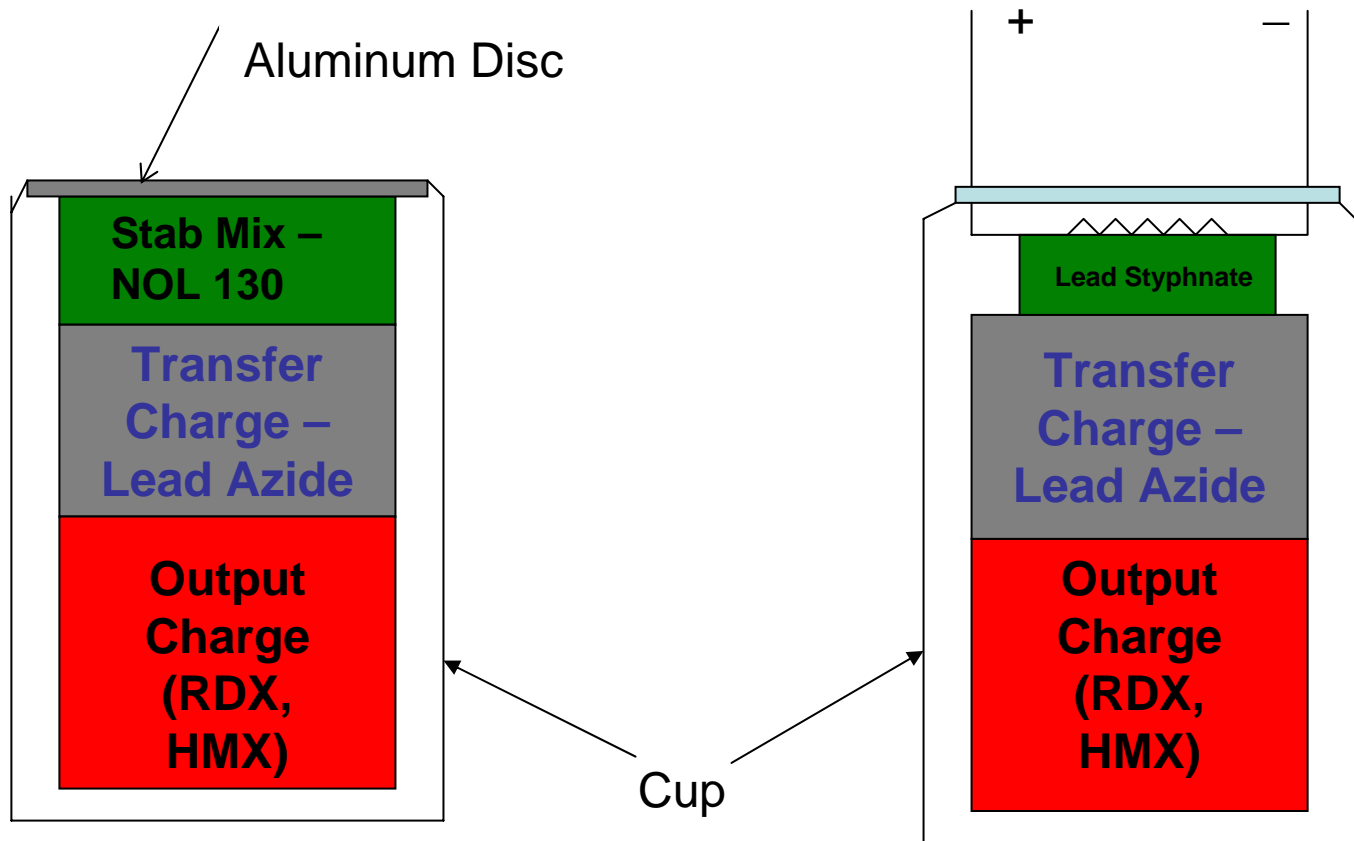 Aluminum Disc
+ –
Stab Mix –
NOL 130
Transfer
Charge –
Lead Azide
Output
Charge
(RDX,
HMX)
Lead Styphnate
Transfer
Charge –
Lead Azide
Output
Charge
(RDX,
HMX)
Cup